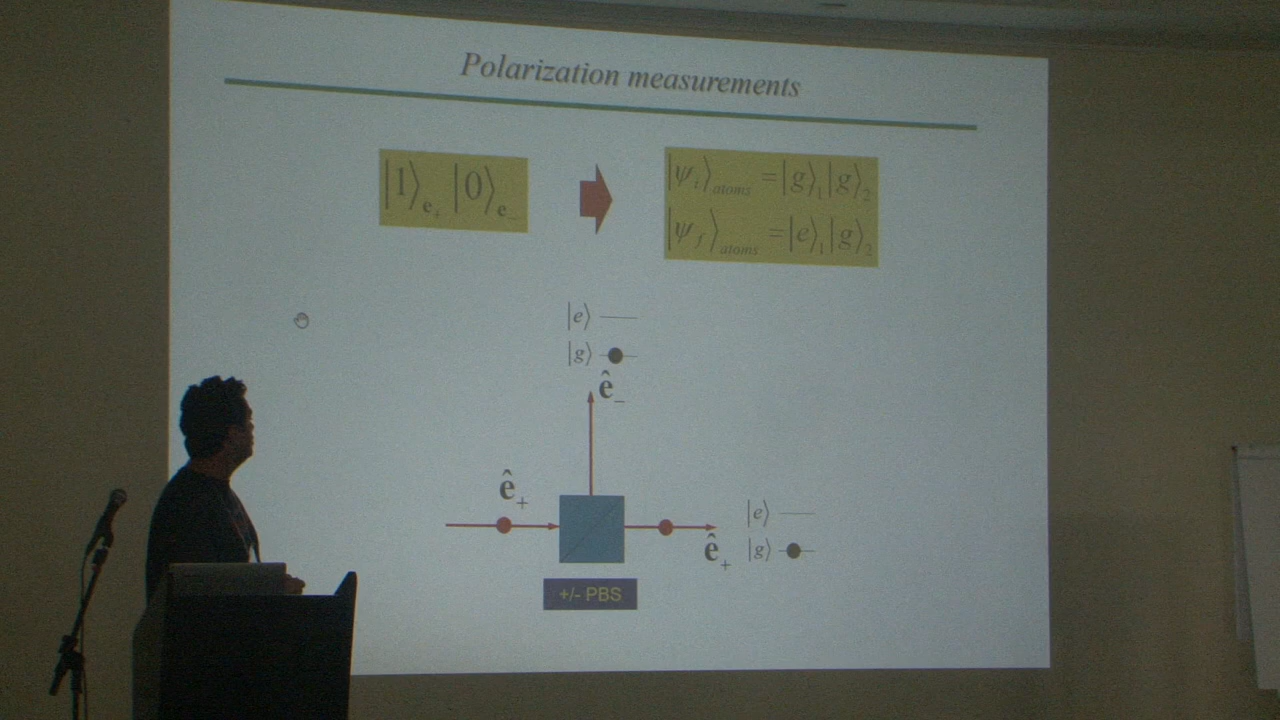 Polarization measurements
|1⟩e₊ |0⟩e₋
|ψi⟩atoms =|g⟩₁|g⟩₂
|ψf⟩atoms =|e⟩₁|g⟩₂
|e⟩
|g⟩
ê₋
ê₊
ê₊
|e⟩
|g⟩
+/- PBS